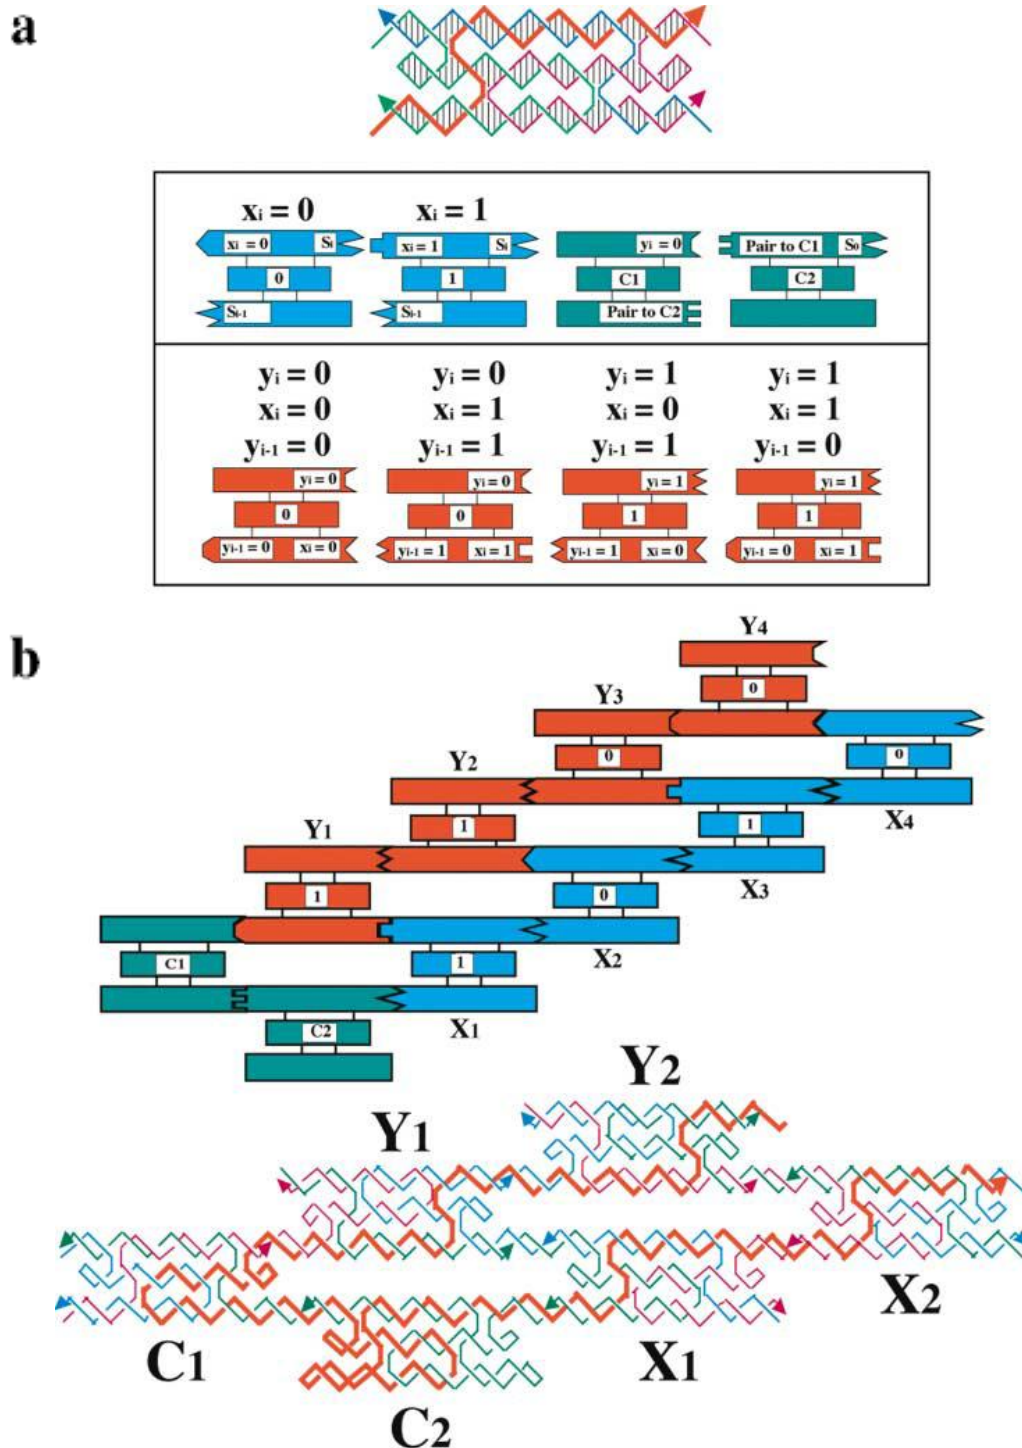 a
xi = 0 xi = 1
xi = 0 Si xi = 1 Si yi = 0 Pair to C1 S0
0 1 C1 C2
Si-1 Si-1 Pair to C2
yi = 0 yi = 0 yi = 1 yi = 1
xi = 0 xi = 1 xi = 0 xi = 1
yi-1 = 0 yi-1 = 1 yi-1 = 1 yi-1 = 0
yi = 0 yi = 0 yi = 1 yi = 1
0 0 1 1
yi-1 = 0 xi = 0 yi-1 = 1 xi = 1 yi-1 = 1 xi = 0 yi-1 = 0 xi = 1
b
Y4
0
Y3
0 0
Y2 X4
1 1
Y1 X3
1 0
X2
C1 1
X1
C2
Y2
Y1
X2
C1 X1
C2